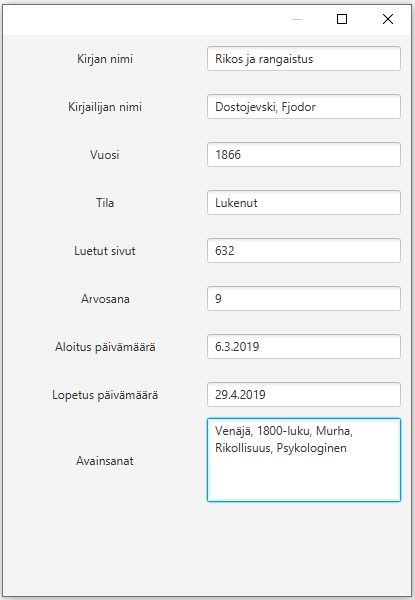 Kirjan nimi Rikos ja rangaistus
Kirjailijan nimi Dostojevski, Fjodor
Vuosi 1866
Tila Lukenut
Luetut sivut 632
Arvosana 9
Aloitus päivämäärä 6.3.2019
Lopetus päivämäärä 29.4.2019
Avainsanat
Venäjä, 1800-luku, Murha,
Rikollisuus, Psykologinen